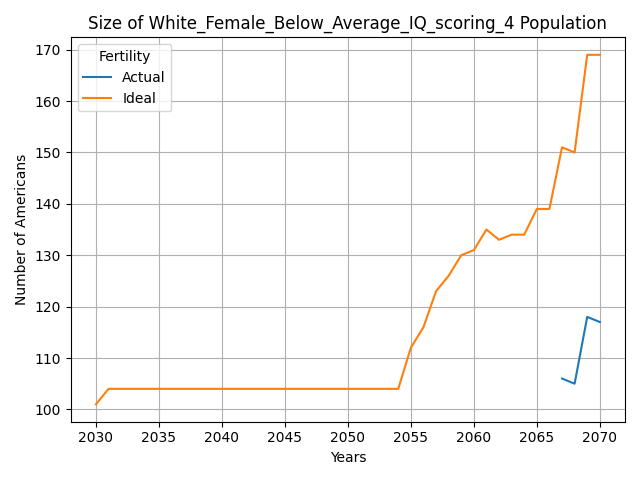 Size of White_Female_Below_Average_IQ_scoring_4 Population
Fertility
Actual
Ideal
Number of Americans
170
160
150
140
130
120
110
100
2030 2035 2040 2045 2050 2055 2060 2065 2070
Years